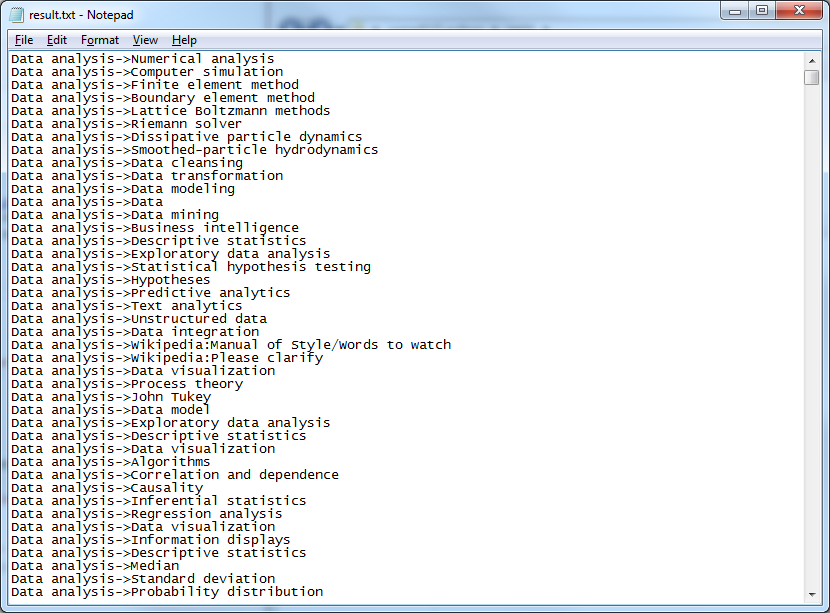 result.txt - Notepad
File Edit Format View Help
Data analysis->Numerical analysis
Data analysis->Computer simulation
Data analysis->Finite element method
Data analysis->Boundary element method
Data analysis->Lattice Boltzmann methods
Data analysis->Riemann solver
Data analysis->Dissipative particle dynamics
Data analysis->Smoothed-particle hydrodynamics
Data analysis->Data cleansing
Data analysis->Data transformation
Data analysis->Data modeling
Data analysis->Data
Data analysis->Data mining
Data analysis->Business intelligence
Data analysis->Descriptive statistics
Data analysis->Exploratory data analysis
Data analysis->Statistical hypothesis testing
Data analysis->Hypotheses
Data analysis->Predictive analytics
Data analysis->Text analytics
Data analysis->Unstructured data
Data analysis->Data integration
Data analysis->Wikipedia:Manual of Style/Words to watch
Data analysis->Wikipedia:Please clarify
Data analysis->Data visualization
Data analysis->Process theory
Data analysis->John Tukey
Data analysis->Data model
Data analysis->Exploratory data analysis
Data analysis->Descriptive statistics
Data analysis->Data visualization
Data analysis->Algorithms
Data analysis->Correlation and dependence
Data analysis->Causality
Data analysis->Inferential statistics
Data analysis->Regression analysis
Data analysis->Data visualization
Data analysis->Information displays
Data analysis->Descriptive statistics
Data analysis->Median
Data analysis->Standard deviation
Data analysis->Probability distribution